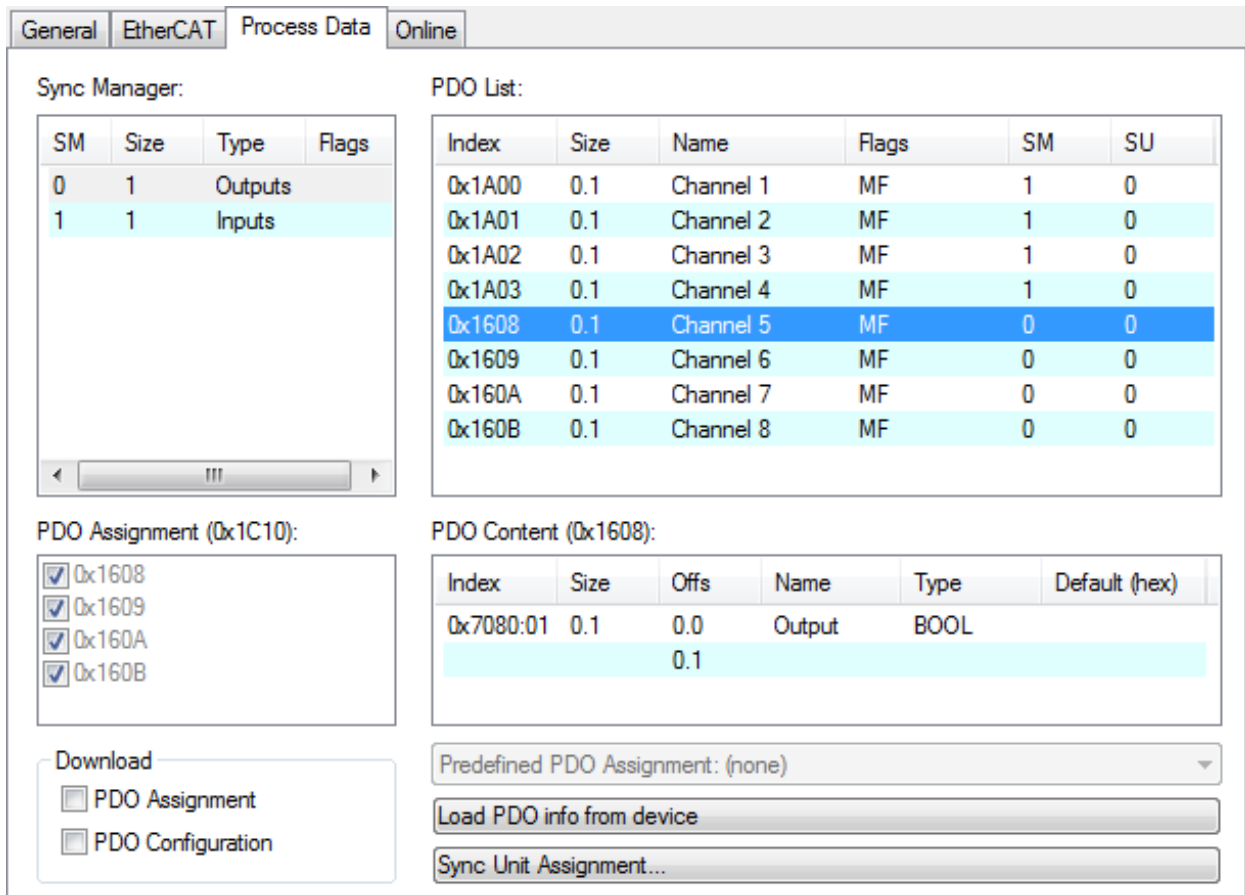 General EtherCAT Process Data Online
Sync Manager:
SM Size Type Flags
0 1 Outputs
1 1 Inputs
PDO List:
Index Size Name Flags SM SU
0x1A00 0.1 Channel 1 MF 1 0
0x1A01 0.1 Channel 2 MF 1 0
0x1A02 0.1 Channel 3 MF 1 0
0x1A03 0.1 Channel 4 MF 1 0
0x1608 0.1 Channel 5 MF 0 0
0x1609 0.1 Channel 6 MF 0 0
0x160A 0.1 Channel 7 MF 0 0
0x160B 0.1 Channel 8 MF 0 0
PDO Assignment (0x1C10):
0x1608
0x1609
0x160A
0x160B
PDO Content (0x1608):
Index Size Offs Name Type Default (hex)
0x7080:01 0.1 0.0 Output BOOL
0.1
Download
PDO Assignment
PDO Configuration
Predefined PDO Assignment: (none)
Load PDO info from device
Sync Unit Assignment...